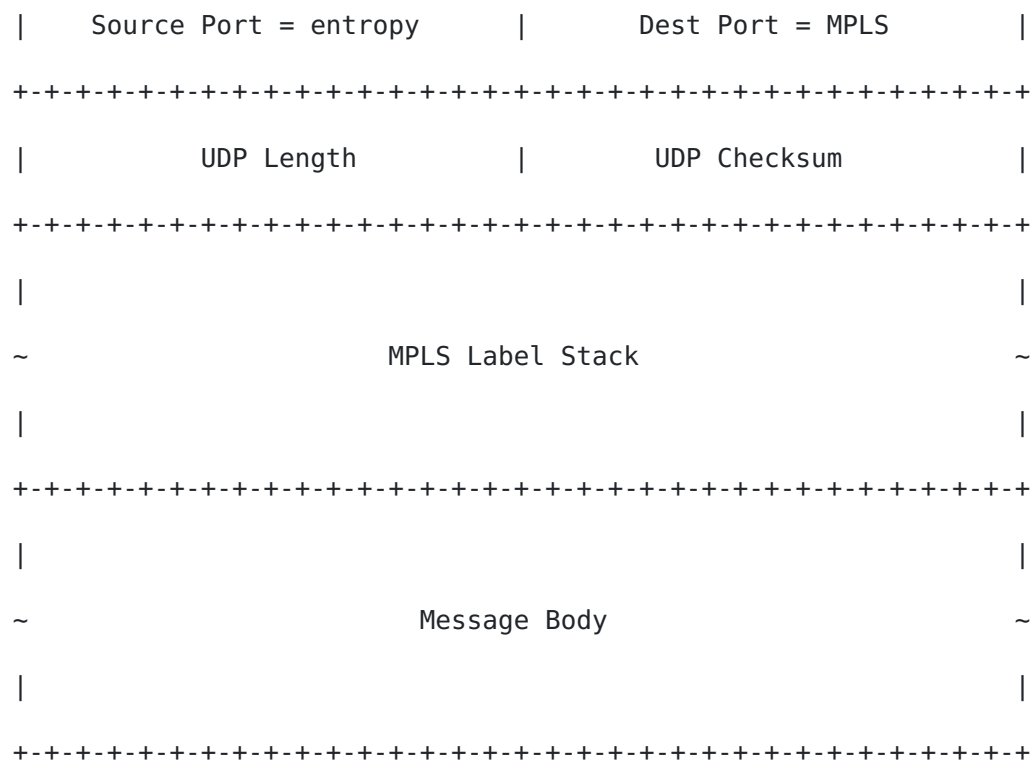 |    Source Port = entropy      |       Dest Port = MPLS        |
+-+-+-+-+-+-+-+-+-+-+-+-+-+-+-+-+-+-+-+-+-+-+-+-+-+-+-+-+-+-+-+-+
|           UDP Length          |        UDP Checksum           |
+-+-+-+-+-+-+-+-+-+-+-+-+-+-+-+-+-+-+-+-+-+-+-+-+-+-+-+-+-+-+-+-+
|                                                               |
~                       MPLS Label Stack                        ~
|                                                               |
+-+-+-+-+-+-+-+-+-+-+-+-+-+-+-+-+-+-+-+-+-+-+-+-+-+-+-+-+-+-+-+-+
|                                                               |
~                         Message Body                          ~
|                                                               |
+-+-+-+-+-+-+-+-+-+-+-+-+-+-+-+-+-+-+-+-+-+-+-+-+-+-+-+-+-+-+-+-+